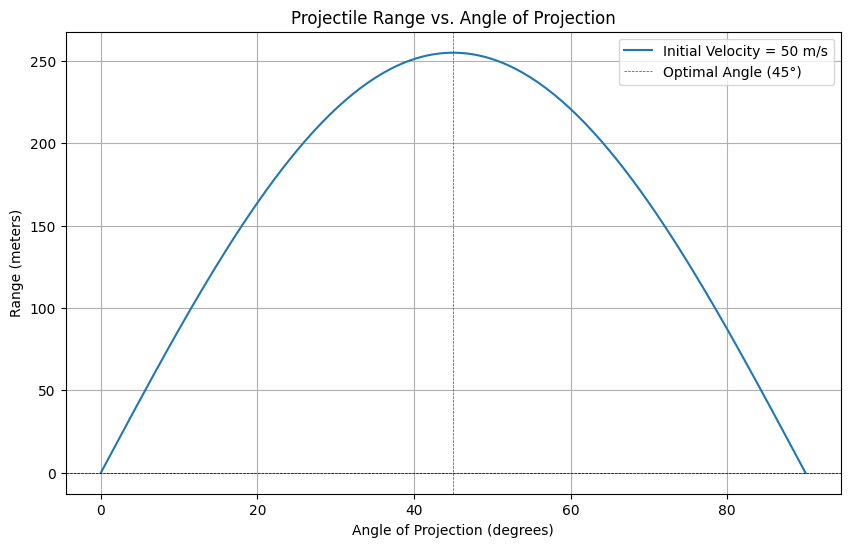 Projectile Range vs. Angle of Projection
Initial Velocity = 50 m/s
Optimal Angle (45°)
250
200
150
100
50
0
Range (meters)
0 20 40 60 80
Angle of Projection (degrees)